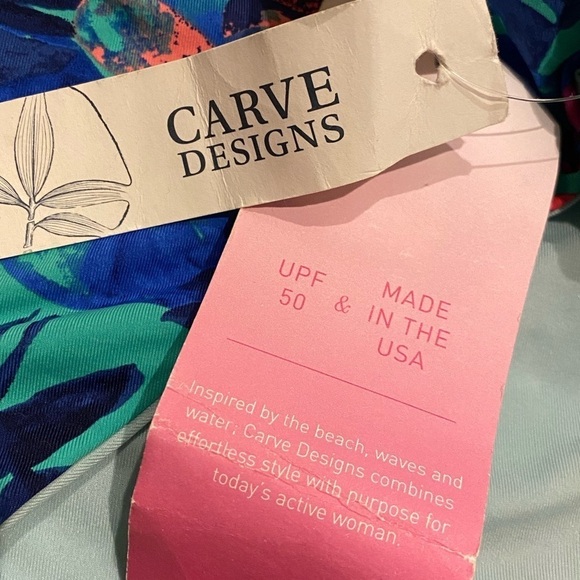 CARVE
DESIGNS
UPF
50
&
MADE
IN THE
USA
Inspired by the beach, waves and
water; Carve Designs combines
effortless style with purpose for
today's active woman.